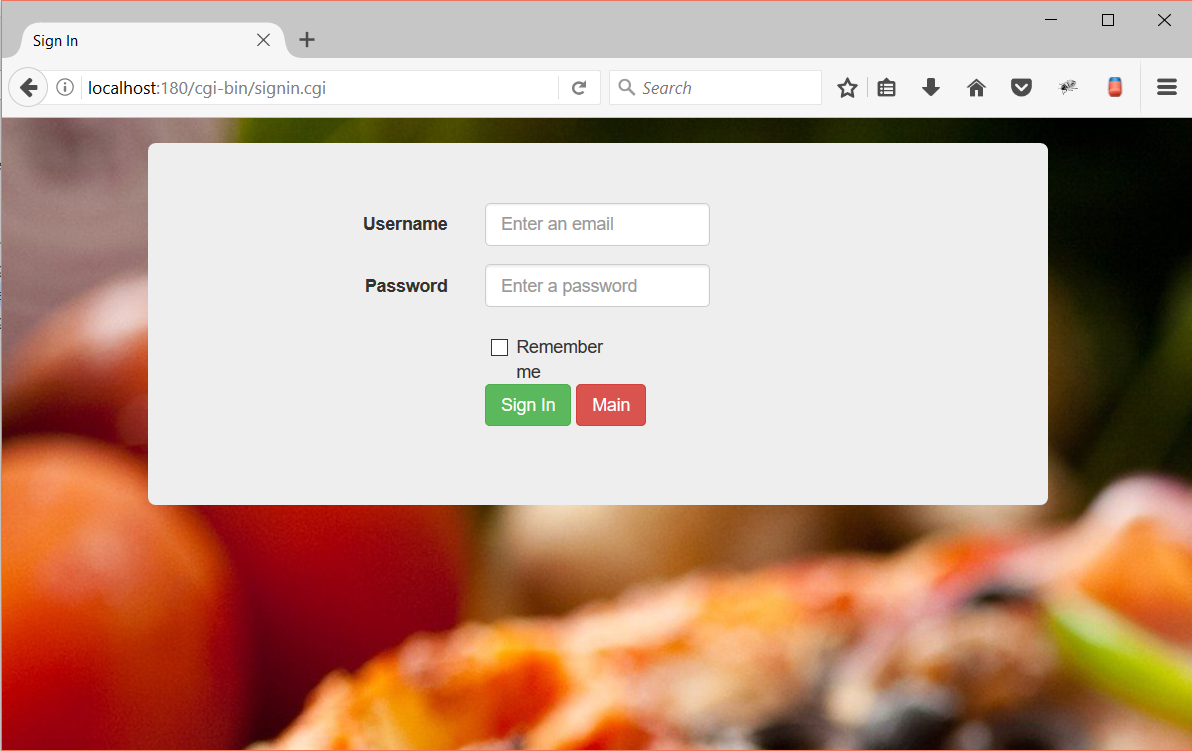 Sign In
localhost:180/cgi-bin/signin.cgi
Search
Username
Enter an email
Password
Enter a password
Remember
me
Sign In
Main